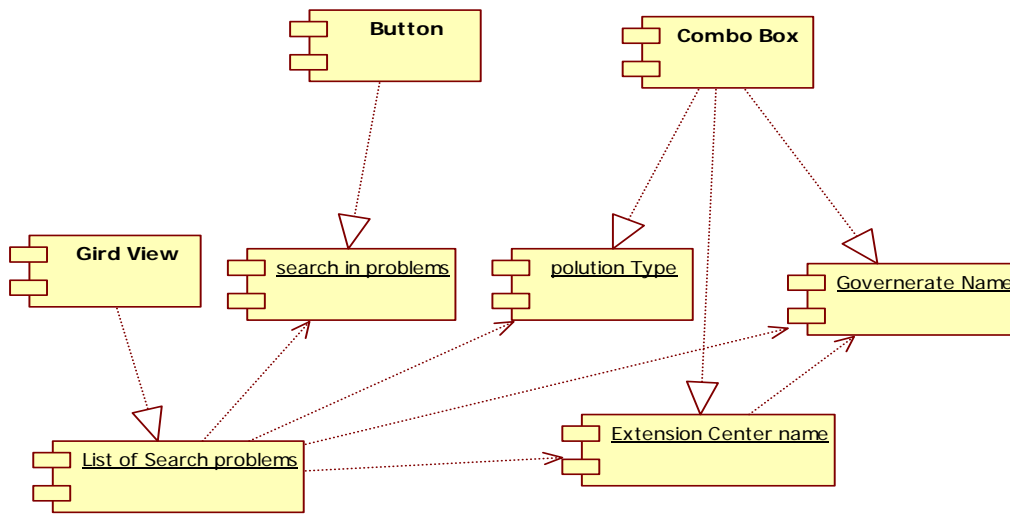 Button
Combo Box
Gird View
search in problems
polution Type
Governerate Name
List of Search problems
Extension Center name